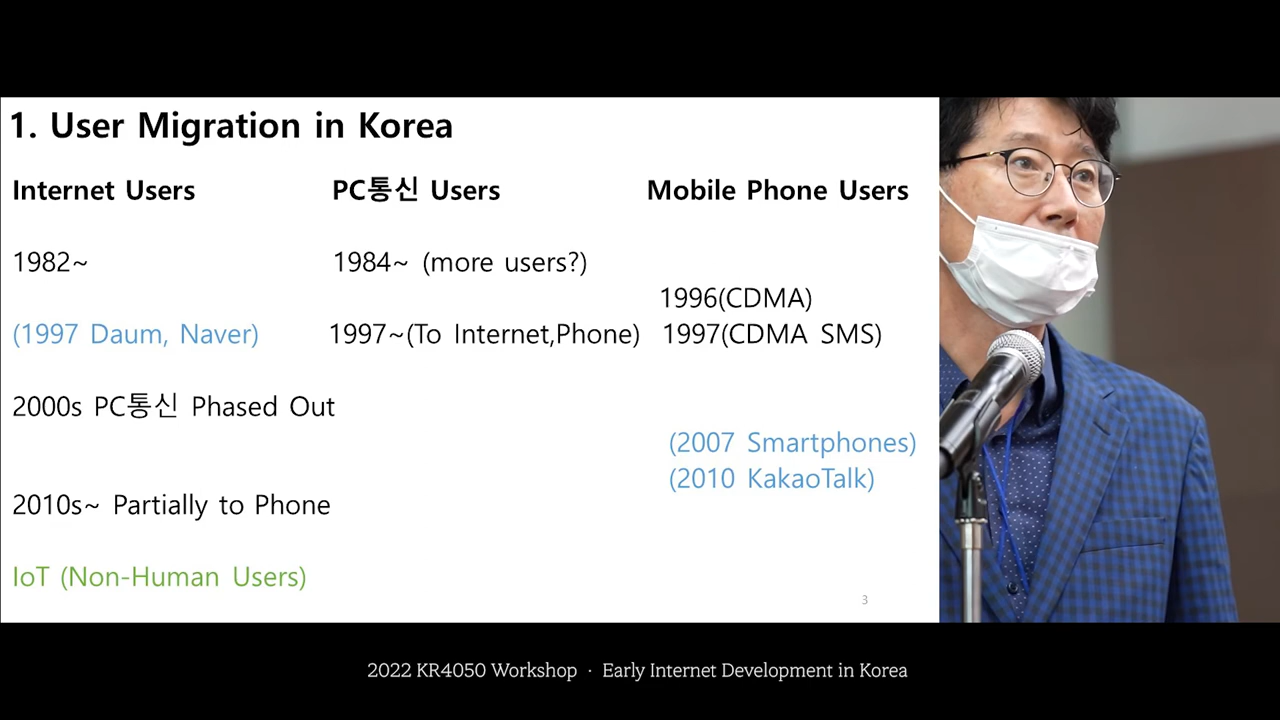 1. User Migration in Korea
Internet Users
PC통신 Users
Mobile Phone Users
1982~
1984~ (more users?)
1996(CDMA)
(1997 Daum, Naver)
1997~(To Internet,Phone)
1997(CDMA SMS)
2000s PC통신 Phased Out
(2007 Smartphones)
(2010 KakaoTalk)
2010s~ Partially to Phone
IoT (Non-Human Users)
3
2022 KR4050 Workshop · Early Internet Development in Korea